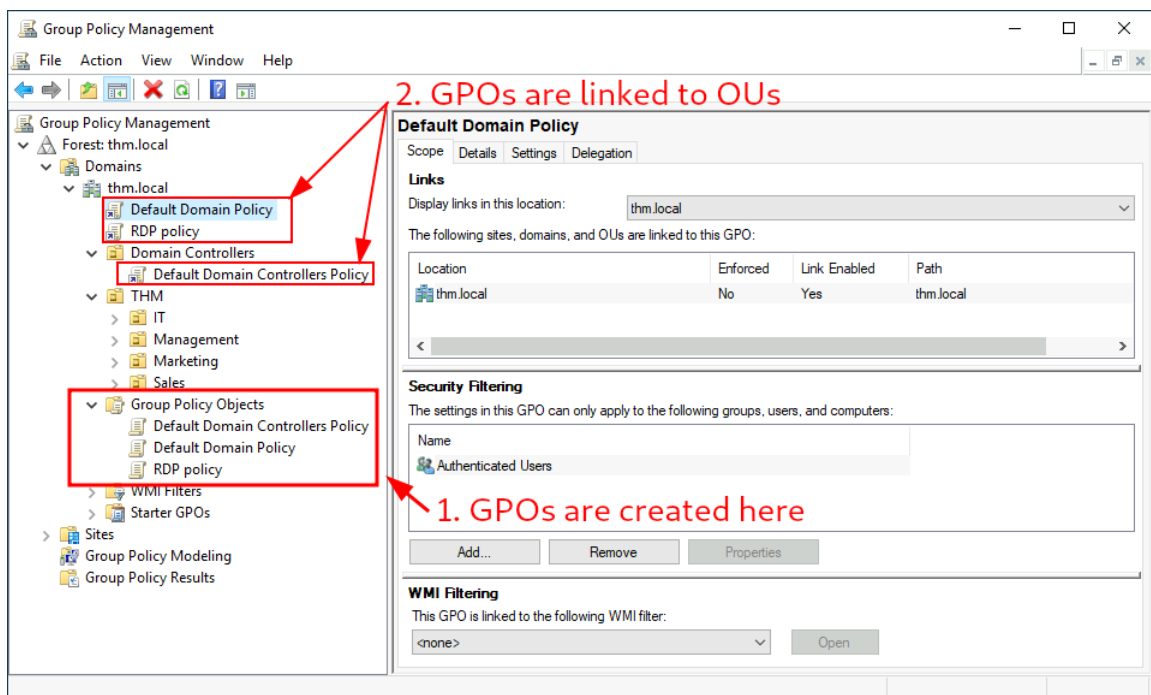 Group Policy Management
File Action View Window Help
2. GPOs are linked to OUs
Group Policy Management
Forest: thm.local
Domains
thm.local
Default Domain Policy
RDP policy
Domain Controllers
Default Domain Controllers Policy
THM
IT
Management
Marketing
Sales
Group Policy Objects
Default Domain Controllers Policy
Default Domain Policy
RDP policy
WMI Filters
Starter GPOs
Sites
Group Policy Modeling
Group Policy Results
Default Domain Policy
Scope Details Settings Delegation
Links
Display links in this location: thm.local
The following sites, domains, and OUs are linked to this GPO:
Location Enforced Link Enabled Path
thm.local No Yes thm.local
Security Filtering
The settings in this GPO can only apply to the following groups, users, and computers:
Name
Authenticated Users
1. GPOs are created here
Add... Remove Properties
WMI Filtering
This GPO is linked to the following WMI filter:
<none> Open